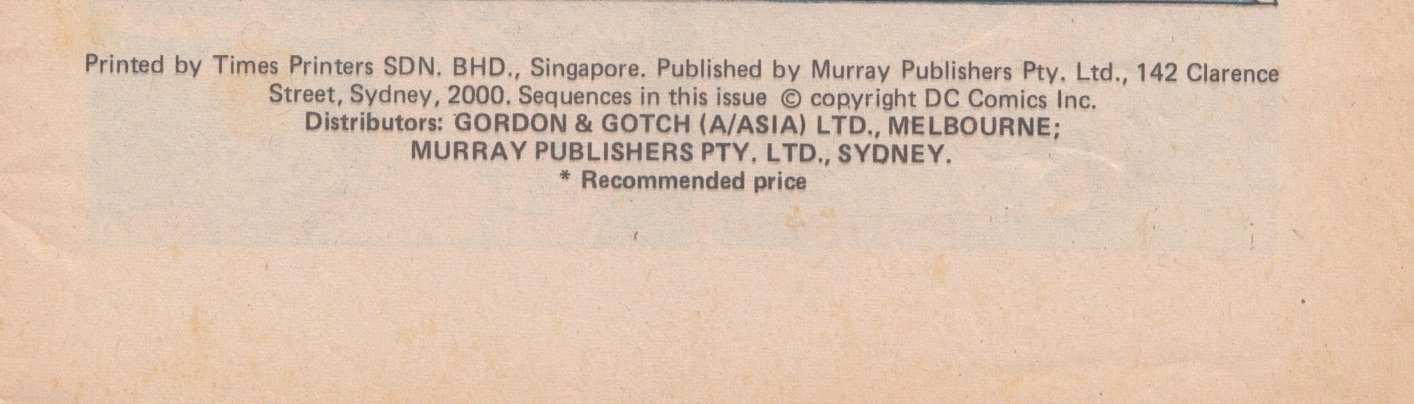 Printed by Times Printers SDN. BHD., Singapore. Published by Murray Publishers Pty. Ltd., 142 Clarence
Street, Sydney, 2000. Sequences in this issue © copyright DC Comics Inc.
Distributors: GORDON & GOTCH (A/ASIA) LTD., MELBOURNE;
MURRAY PUBLISHERS PTY. LTD., SYDNEY.
* Recommended price